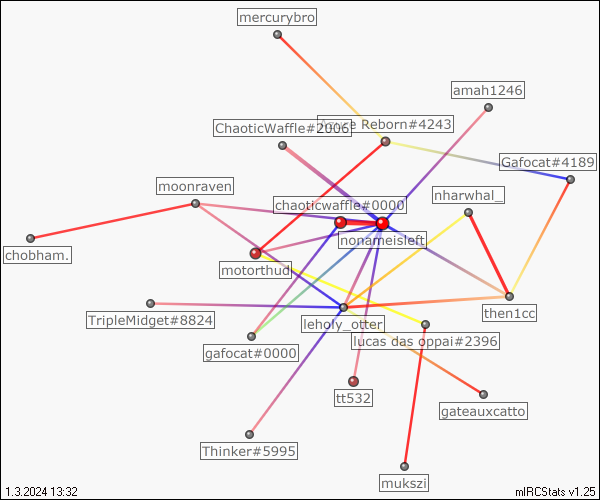 mercurybro
amah1246
ChaoticWaffle#2006
Reborn#4243
Gafocat#4189
moonraven
nharwhal_
chaoticwaffle#0000
nonameisleft
chobham.
motorthud
then1cc
TripleMidget#8824
leholy_otter
lucas das oppai#2396
gafocat#0000
tt532
gateauxcatto
Thinker#5995
mukszi
1.3.2024 13:32
mIRCStats v1.25